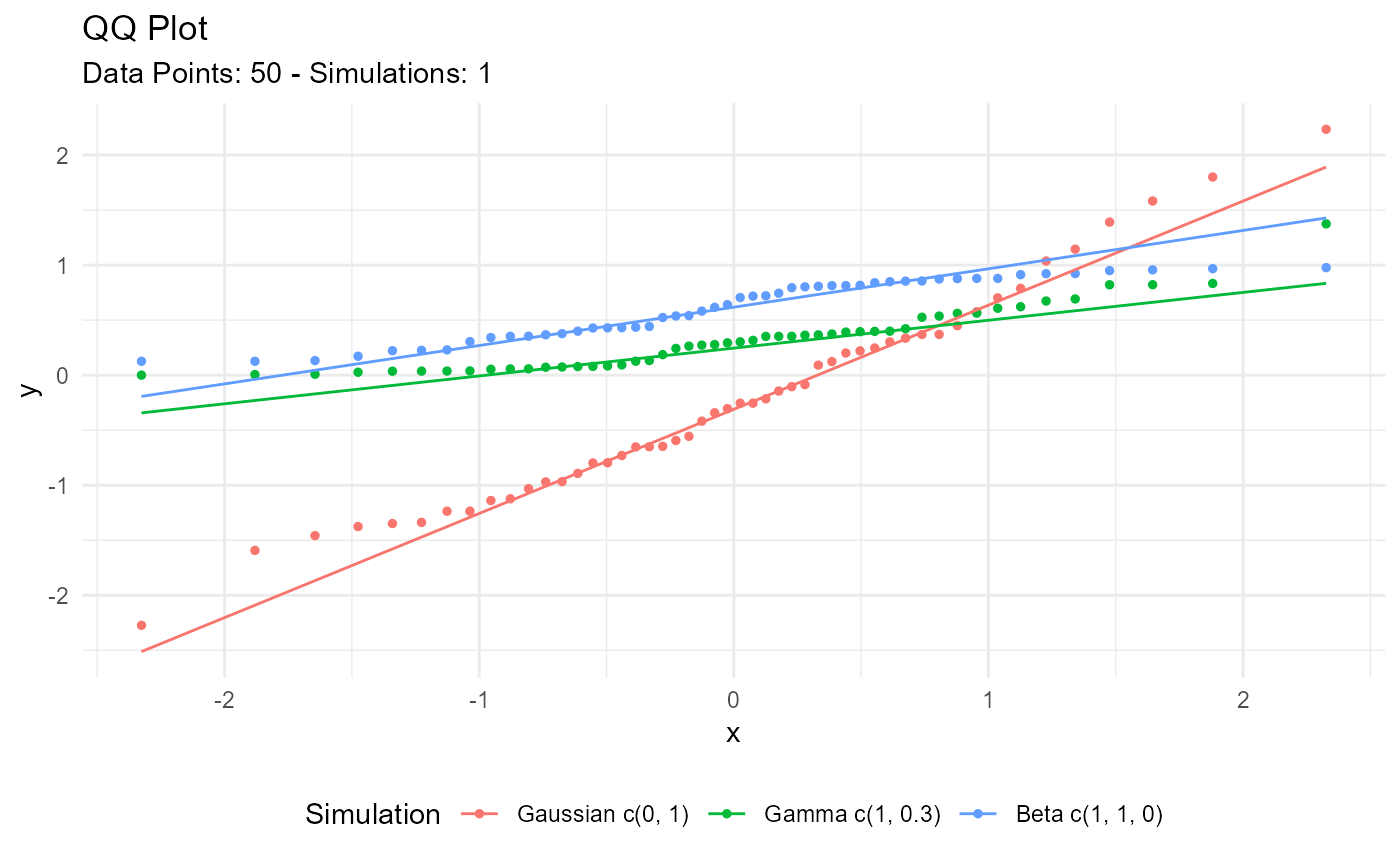 QQ Plot
Data Points: 50 - Simulations: 1
2
1
0
-1
-2
y
-2 -1 0 1 2
x
Simulation Gaussian c(0, 1) Gamma c(1, 0.3) Beta c(1, 1, 0)